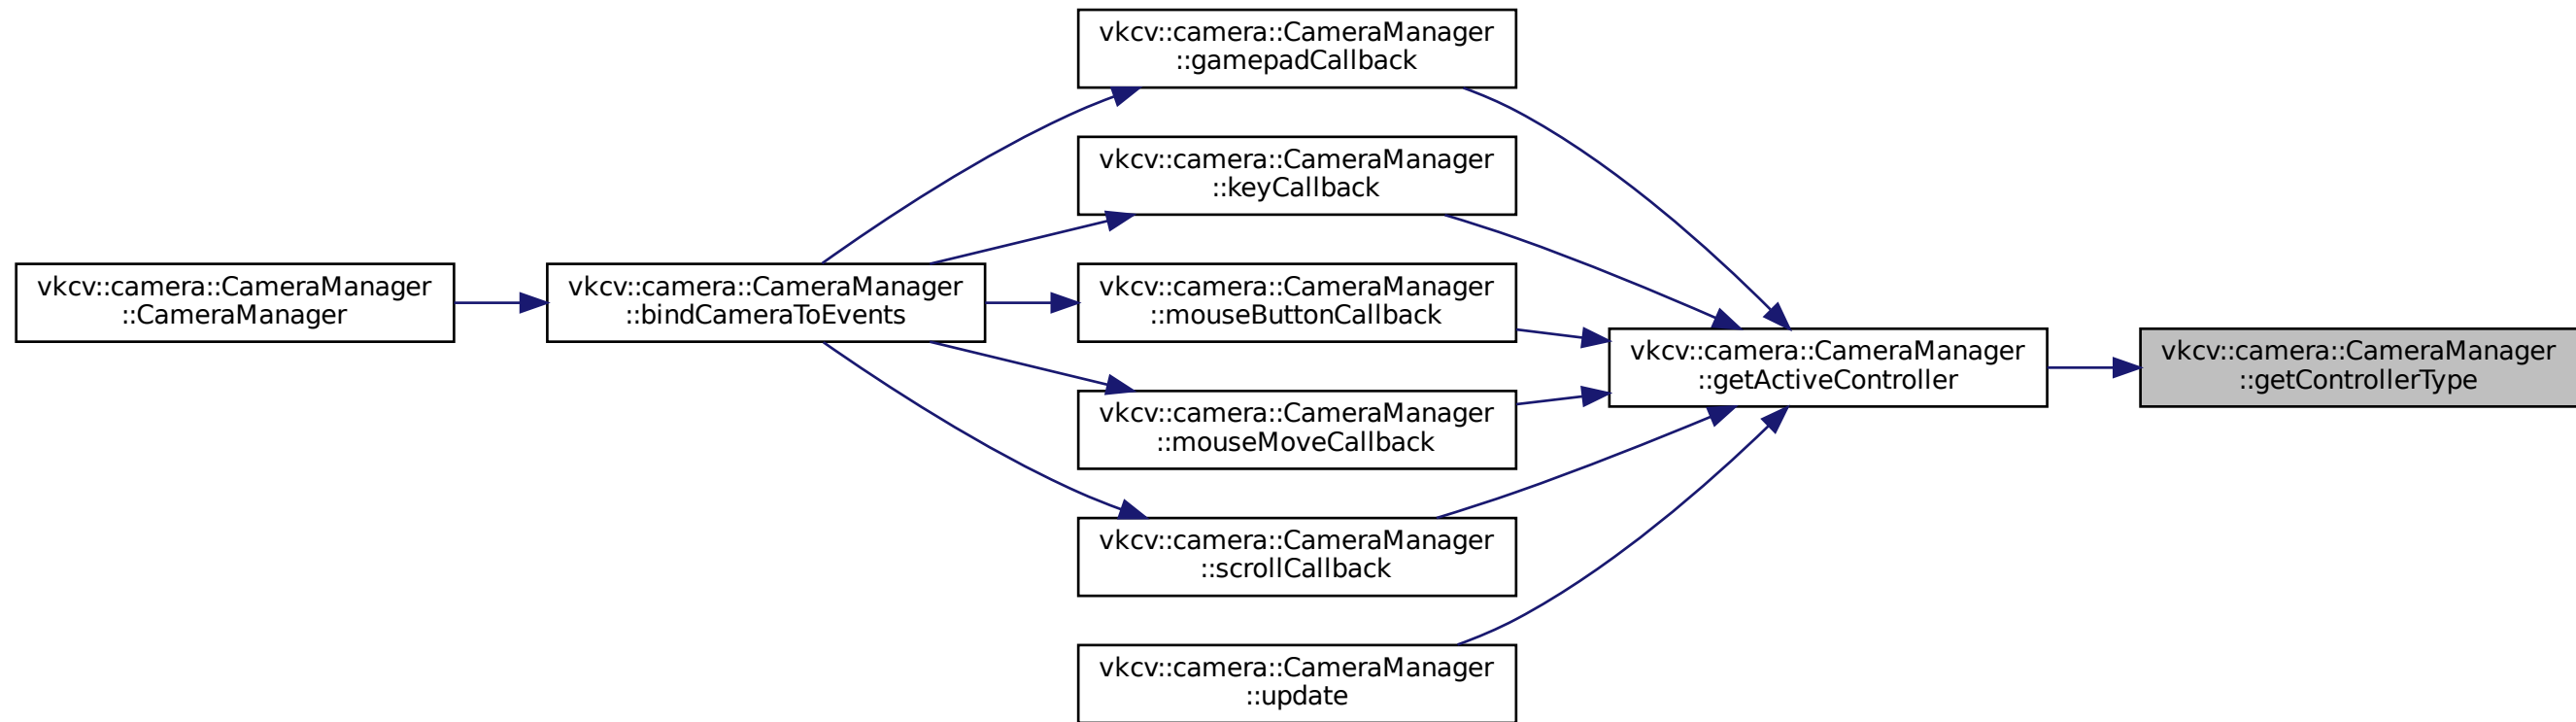 vkcv::camera::CameraManager
::gamepadCallback
vkcv::camera::CameraManager
::keyCallback
vkcv::camera::CameraManager
::CameraManager
vkcv::camera::CameraManager
::bindCameraToEvents
vkcv::camera::CameraManager
::mouseButtonCallback
vkcv::camera::CameraManager
::getActiveController
vkcv::camera::CameraManager
::getControllerType
vkcv::camera::CameraManager
::mouseMoveCallback
vkcv::camera::CameraManager
::scrollCallback
vkcv::camera::CameraManager
::update